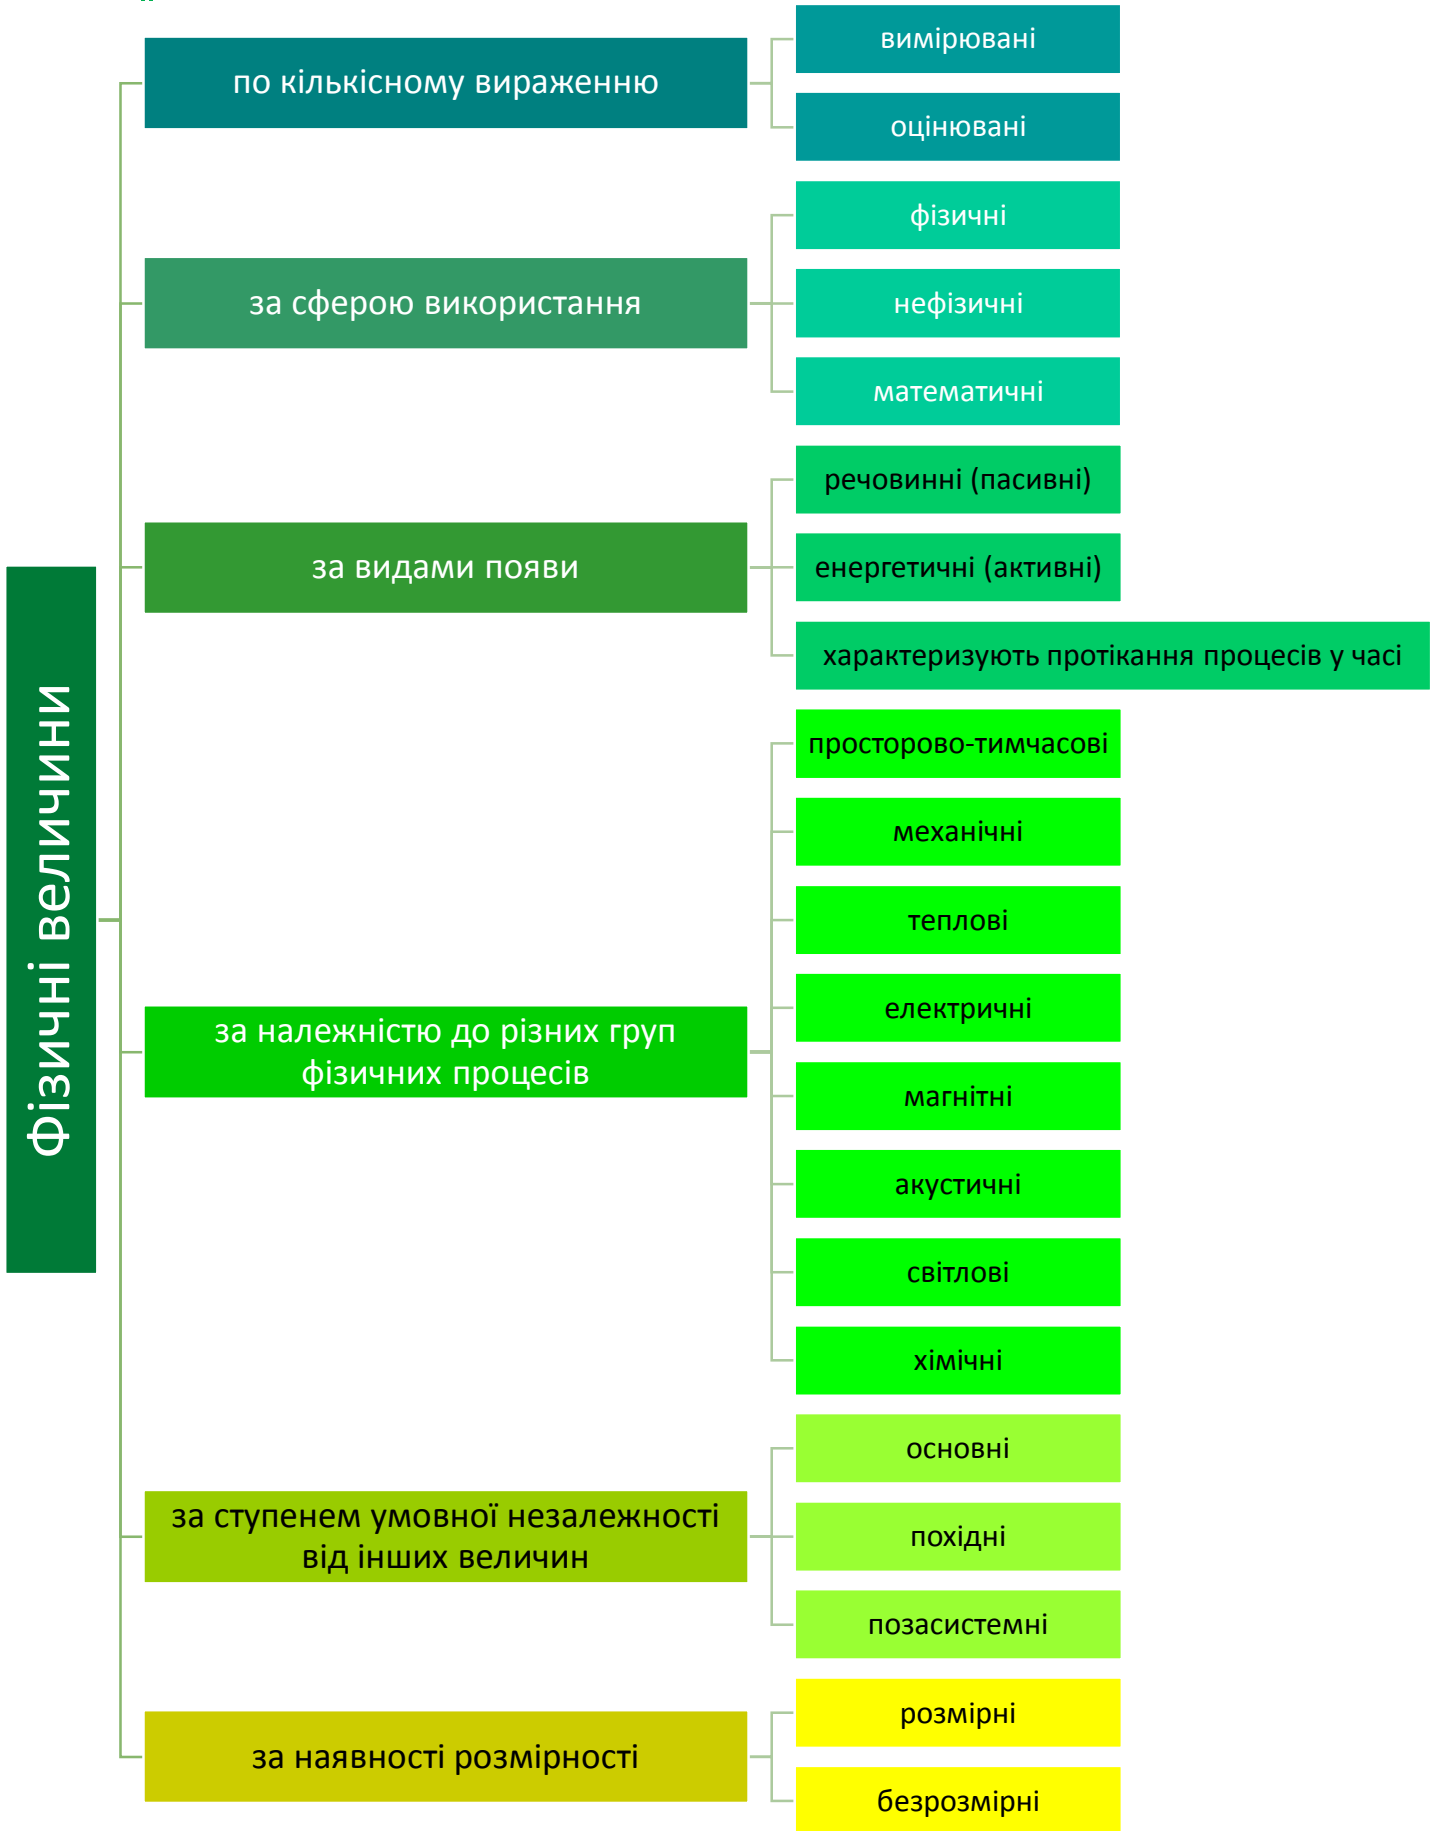 Фізичні величини
по кількісному вираженню
вимірювані
оцінювані
за сферою використання
фізичні
нефізичні
математичні
за видами появи
речовинні (пасивні)
енергетичні (активні)
характеризують протікання процесів у часі
за належністю до різних груп
фізичних процесів
просторово-тимчасові
механічні
теплові
електричні
магнітні
акустичні
світлові
хімічні
за ступенем умовної незалежності
від інших величин
основні
похідні
позасистемні
за наявності розмірності
розмірні
безрозмірні